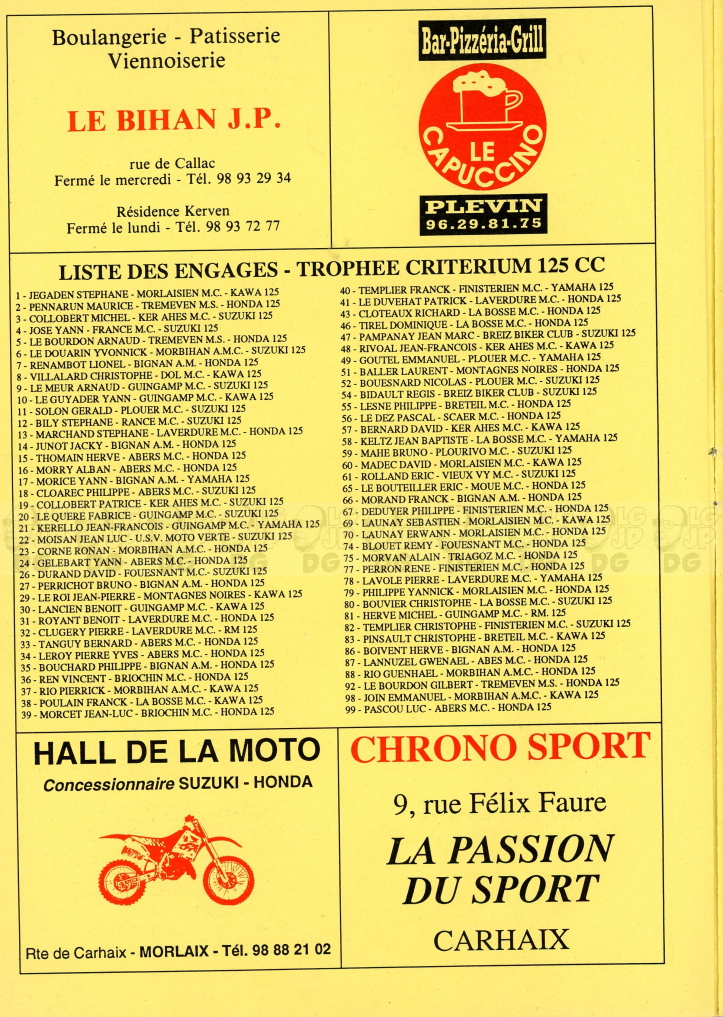 Boulangerie - Patisserie
Viennoiserie
LE BIHAN J.P.
rue de Callac
Fermé le mercredi - Tél. 98 93 29 34
Résidence Kerven
Fermé le lundi - Tél. 98 93 72 77
Bar-Pizzéria-Grill
LE
CAPUCCINO
PLEVIN
96.29.81.75
LISTE DES ENGAGES - TROPHEE CRITERIUM 125 CC
1 - JEGADEN STEPHANE - MORLAISIEN M.C. - KAWA 125
2 - PENNARUN MAURICE - TREMEVEN M.S. - HONDA 125
3 - COLLOBERT MICHEL - KER AHES M.C. - SUZUKI 125
4 - JOSE YANN - FRANCE M.C. - SUZUKI 125
5 - LE BOURDON ARNAUD - TREMEVEN M.S. - HONDA 125
6 - LE DOUARIN YVONNICK - MORBIHAN A.M.C. - SUZUKI 125
7 - RENAMBOT LIONEL - BIGNAN A.M. - HONDA 125
8 - VILLALARD CHRISTOPHE - DOL M.C. - KAWA 125
9 - LE MEUR ARNAUD - GUINGAMP M.C. - SUZUKI 125
10 - LE GUYADER YANN - GUINGAMP M.C. - KAWA 125
11 - SOLON GERALD - PLOUER M.C. - SUZUKI 125
12 - BILY STEPHANE - RANCE M.C. - SUZUKI 125
13 - MARCHAND STEPHANE - LAVERDURE M.C. - HONDA 125
14 - JUNOT JACKY - BIGNAN A.M. - HONDA 125
15 - THOMAIN HERVE - ABERS M.C. - HONDA 125
16 - MORRY ALBAN - ABERS M.C. - HONDA 125
17 - MORICE YANN - BIGNAN A.M. - YAMAHA 125
18 - CLOAREC PHILIPPE - ABERS M.C. - SUZUKI 125
19 - COLLOBERT PATRICE - KER AHES M.C. - SUZUKI 125
20 - LE QUERE FABRICE - GUINGAMP M.C. - SUZUKI 125
21 - KERELLO JEAN-FRANCOIS - GUINGAMP M.C. - YAMAHA 125
22 - MOISAN JEAN LUC - U.S.V. MOTO VERTE - SUZUKI 125
23 - CORNE RONAN - MORBIHAN A.M.C. - HONDA 125
24 - GELEBART YANN - ABERS M.C. - HONDA 125
26 - DURAND DAVID - FOUESNANT M.C. - SUZUKI 125
27 - PERRICHOT BRUNO - BIGNAN A.M. - HONDA 125
29 - LE ROI JEAN-PIERRE - MONTAGNES NOIRES - KAWA 125
30 - LANCIEN BENOIT - GUINGAMP M.C. - KAWA 125
31 - ROYANT BENOIT - LAVERDURE M.C. - HONDA 125
32 - CLUGERY PIERRE - LAVERDURE M.C. - RM 125
33 - TANGUY BERNARD - ABERS M.C. - HONDA 125
34 - LEROY PIERRE YVES - ABERS M.C. - HONDA 125
35 - BOUCHARD PHILIPPE - BIGNAN A.M. - HONDA 125
36 - REN VINCENT - BRIOCHIN M.C. - HONDA 125
37 - RIO PIERRICK - MORBIHAN A.M.C. - KAWA 125
38 - POULAIN FRANCK - LA BOSSE M.C. - KAWA 125
39 - MORCET JEAN-LUC - BRIOCHIN M.C. - HONDA 125
40 - TEMPLIER FRANCK - FINISTERIEN M.C. - YAMAHA 125
41 - LE DUVEHAT PATRICK - LAVERDURE M.C. - HONDA 125
43 - CLOTEAUX RICHARD - LA BOSSE M.C. - HONDA 125
46 - TIREL DOMINIQUE - LA BOSSE M.C. - HONDA 125
47 - PAMPANAY JEAN MARC - BREIZ BIKER CLUB - SUZUKI 125
48 - RIVOAL JEAN-FRANCOIS - KER AHES M.C. - KAWA 125
49 - GOUTEL EMMANUEL - PLOUER M.C. - YAMAHA 125
51 - BALLER LAURENT - MONTAGNES NOIRES - HONDA 125
52 - BOUESNARD NICOLAS - PLOUER M.C. - SUZUKI 125
54 - BIDAULT REGIS - BREIZ BIKER CLUB - SUZUKI 125
55 - LESNE PHILIPPE - BRETEIL M.C. - HONDA 125
56 - LE DEZ PASCAL - SCAER M.C. - HONDA 125
57 - BERNARD DAVID - KER AHES M.C. - KAWA 125
58 - KELTZ JEAN BAPTISTE - LA BOSSE M.C. - YAMAHA 125
59 - MAHE BRUNO - PLOURIVO M.C. - SUZUKI 125
60 - MADEC DAVID - MORLAISIEN M.C. - KAWA 125
61 - ROLLAND ERIC - VIEUX VY M.C. - SUZUKI 125
65 - LE BOUTEILLER ERIC - MOUE M.C. - HONDA 125
66 - MORAND FRANCK - BIGNAN A.M. - HONDA 125
67 - DEDUYER PHILIPPE - FINISTERIEN M.C. - HONDA 125
69 - LAUNAY SEBASTIEN - MORLAISIEN M.C. - KAWA 125
70 - LAUNAY ERWANN - MORLAISIEN M.C. - HONDA 125
74 - BLOUET REMY - FOUESNANT M.C. - HONDA 125
75 - MORVAN ALAIN - TRIAGOZ M.C. - HONDA 125
77 - PERRON RENE - FINISTERIEN M.C. - HONDA 125
78 - LAVOLE PIERRE - LAVERDURE M.C. - YAMAHA 125
79 - PHILIPPE YANNICK - MORLAISIEN M.C. - HONDA 125
80 - BOUVIER CHRISTOPHE - LA BOSSE M.C. - SUZUKI 125
81 - HERVE MICHEL - GUINGAMP M.C. - RM. 125
82 - TEMPLIER CHRISTOPHE - FINISTERIEN M.C. - SUZUKI 125
83 - PINSAULT CHRISTOPHE - BRETEIL M.C. - KAWA 125
86 - BOIVENT HERVE - BIGNAN A.M. - HONDA 125
87 - LANNUZEL GWENAEL - ABES M.C. - HONDA 125
88 - RIO GUENHAEL - MORBIHAN A.M.C. - HONDA 125
92 - LE BOURDON GILBERT - TREMEVEN M.S. - HONDA 125
98 - JOIN EMMANUEL - MORBIHAN A.M.C. - KAWA 125
99 - PASCOU LUC - ABERS M.C. - HONDA 125
HALL DE LA MOTO
Concessionnaire SUZUKI - HONDA
Rte de Carhaix - MORLAIX - Tél. 98 88 21 02
CHRONO SPORT
9, rue Félix Faure
LA PASSION
DU SPORT
CARHAIX